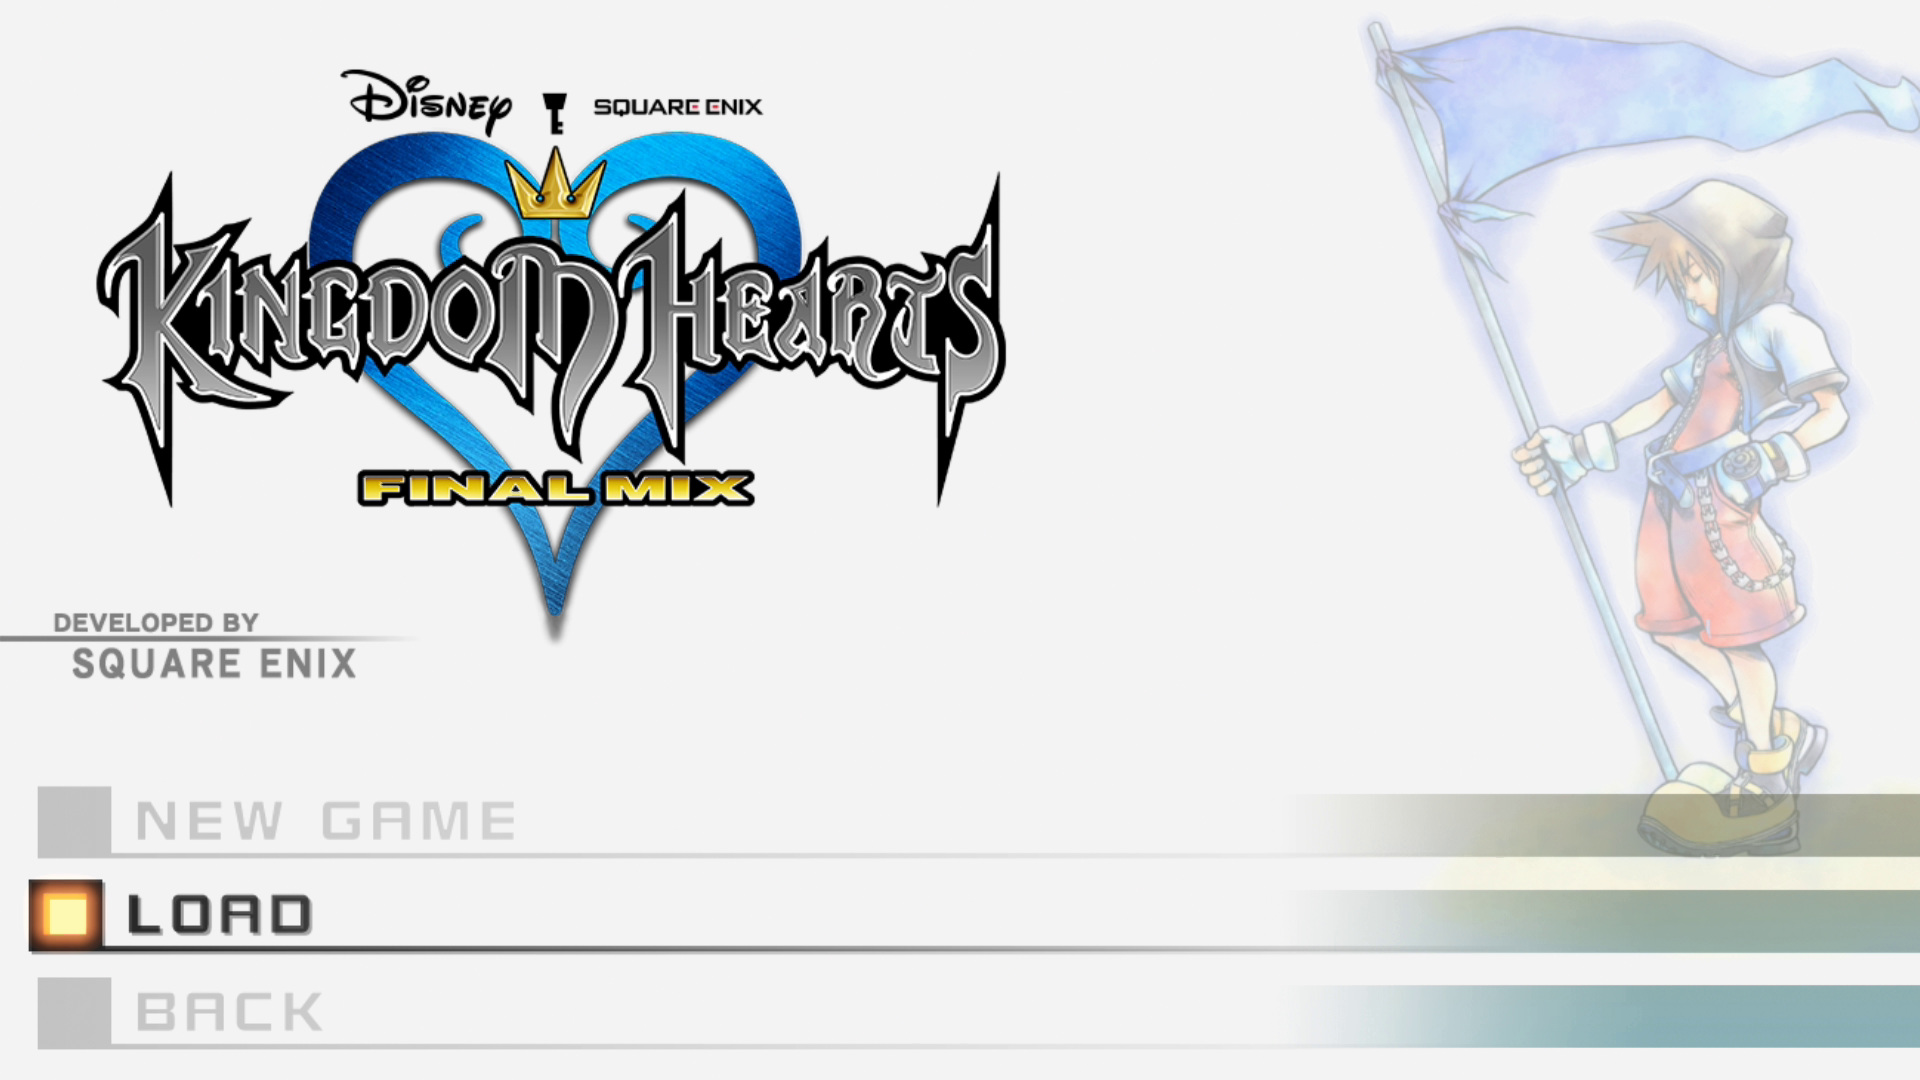 Disney SQUARE ENIX
KINGDOM HEARTS
FINAL MIX
DEVELOPED BY
SQUARE ENIX
NEW GAME
LOAD
BACK